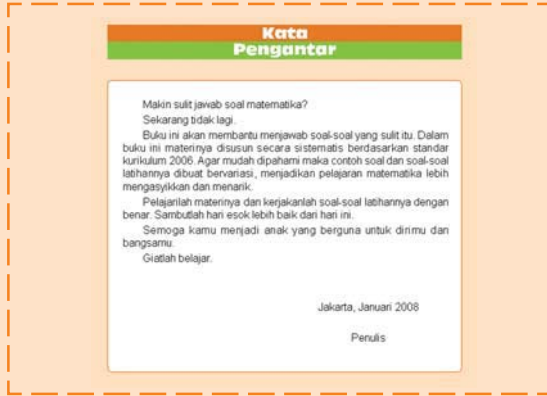 Kata
Pengantar
Makin sulit jawab soal matematika?
Sekarang tidak lagi.
Buku ini akan membantu menjawab soal-soal yang sulit itu. Dalam
buku ini materinya disusun secara sistematis berdasarkan standar
kurikulum 2006. Agar mudah dipahami maka contoh soal dan soal-soal
latihannya dibuat bervariasi, menjadikan pelajaran matematika lebih
mengasyikkan dan menarik.
Pelajarilah materinya dan kerjakanlah soal-soal latihannya dengan
benar. Sambutlah hari esok lebih baik dari hari ini.
Semoga kamu menjadi anak yang berguna untuk dirimu dan
bangsamu.
Giatlah belajar.
Jakarta, Januari 2008
Penulis